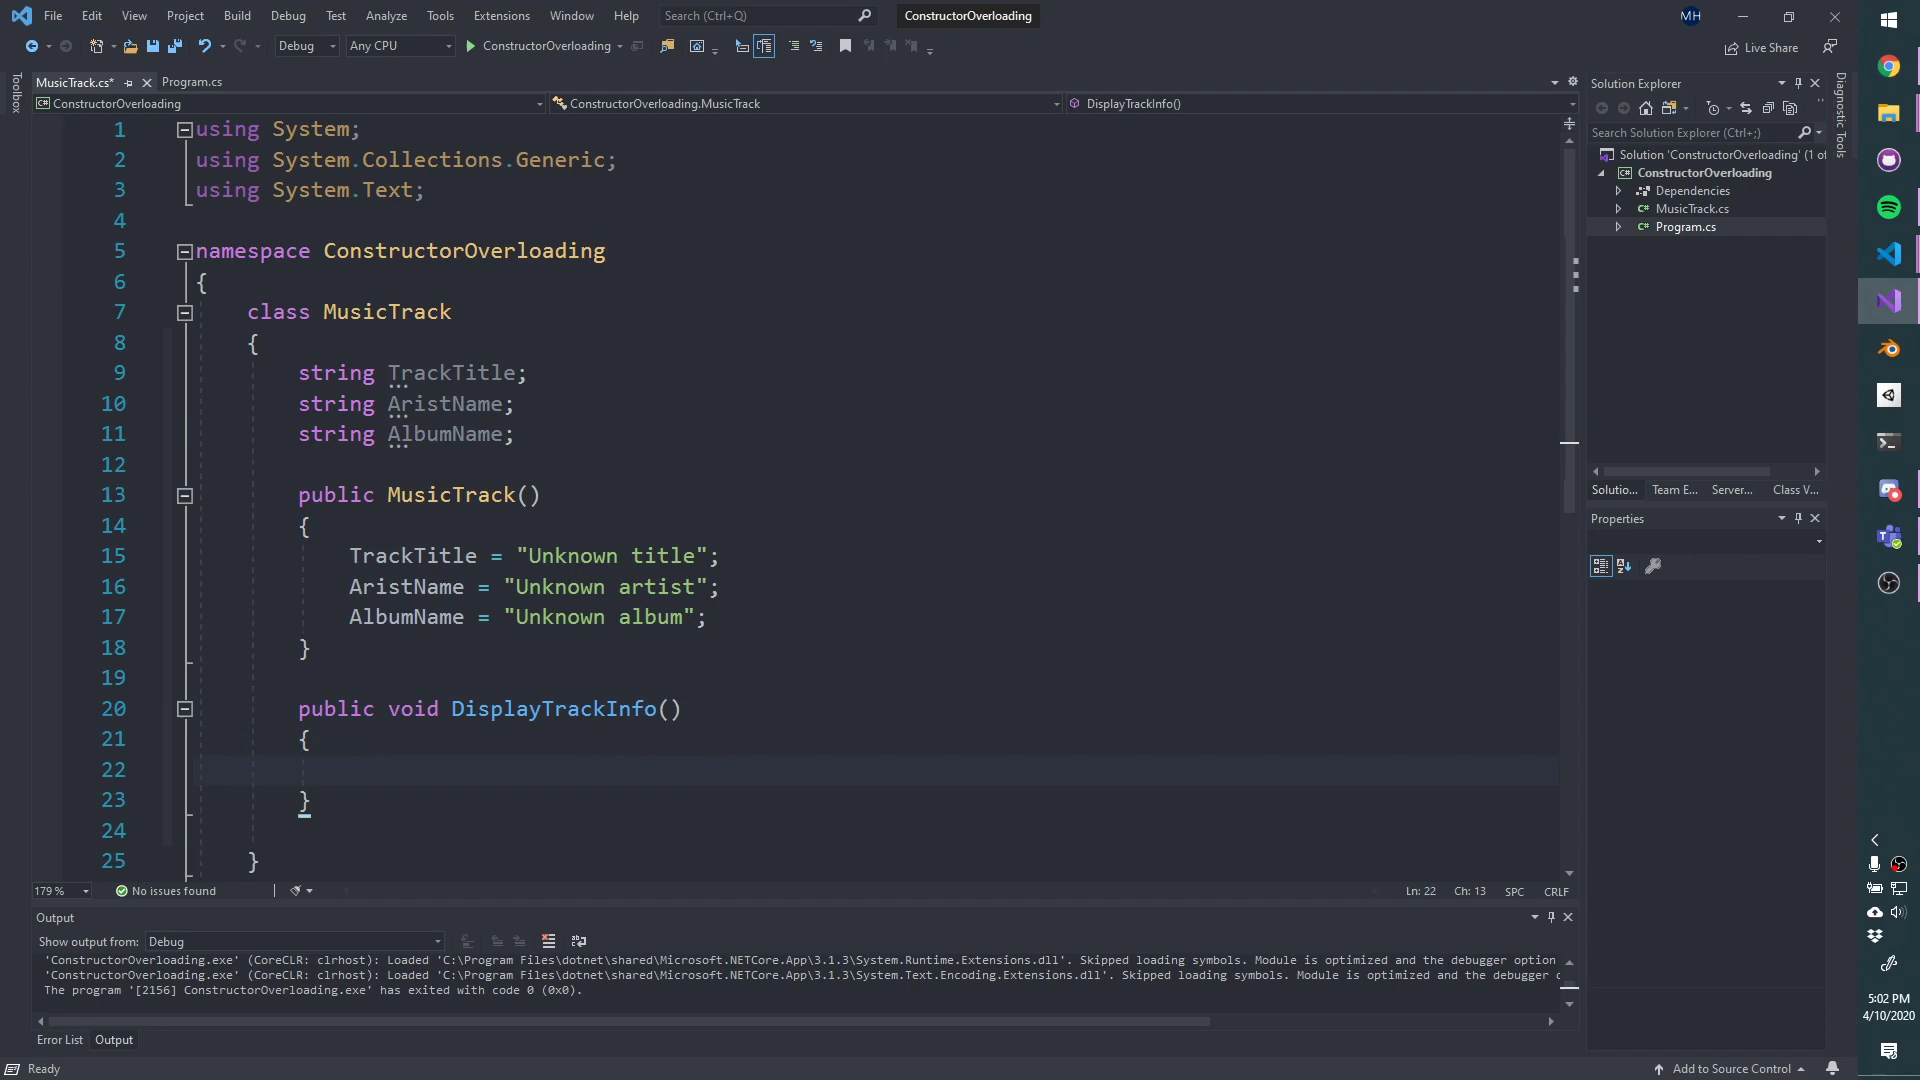 File Edit View Project Build Debug Test Analyze Tools Extensions Window Help Search (Ctrl+Q) ConstructorOverloading MH
Debug Any CPU ConstructorOverloading Live Share
Toolbox
MusicTrack.cs* Program.cs
ConstructorOverloading ConstructorOverloading.MusicTrack DisplayTrackInfo()
1 using System;
2 using System.Collections.Generic;
3 using System.Text;
4
5 namespace ConstructorOverloading
6 {
7 class MusicTrack
8 {
9 string TrackTitle;
10 string AristName;
11 string AlbumName;
12
13 public MusicTrack()
14 {
15 TrackTitle = "Unknown title";
16 AristName = "Unknown artist";
17 AlbumName = "Unknown album";
18 }
19
20 public void DisplayTrackInfo()
21 {
22
23 }
24
25 }
179 % No issues found Ln: 22 Ch: 13 SPC CRLF
Output
Show output from: Debug
'ConstructorOverloading.exe' (CoreCLR: clrhost): Loaded 'C:\Program Files\dotnet\shared\Microsoft.NETCore.App\3.1.3\System.Runtime.Extensions.dll'. Skipped loading symbols. Module is optimized and the debugger option
'ConstructorOverloading.exe' (CoreCLR: clrhost): Loaded 'C:\Program Files\dotnet\shared\Microsoft.NETCore.App\3.1.3\System.Text.Encoding.Extensions.dll'. Skipped loading symbols. Module is optimized and the debugger
The program '[2156] ConstructorOverloading.exe' has exited with code 0 (0x0).
Error List Output
Ready Add to Source Control
Solution Explorer
Search Solution Explorer (Ctrl+;)
Solution 'ConstructorOverloading' (1 of
C# ConstructorOverloading
Dependencies
C# MusicTrack.cs
C# Program.cs
Solutio... Team E... Server... Class V...
Properties
Diagnostic Tools
5:02 PM
4/10/2020